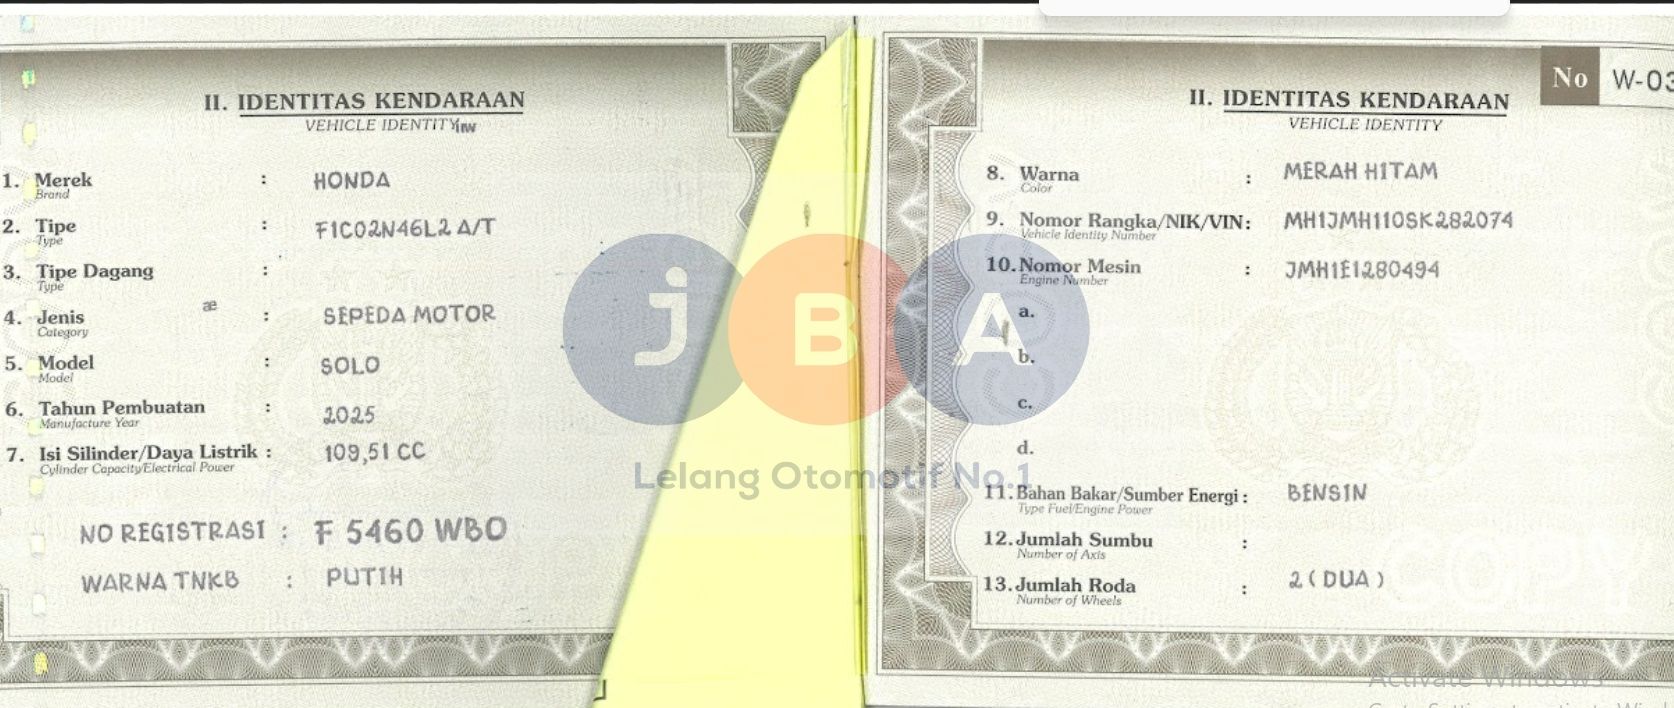 II. IDENTITAS KENDARAAN
VEHICLE IDENTITY
1. Merek : HONDA
Brand
2. Tipe : F1C02N46L2 A/T
Type
3. Tipe Dagang :
Type
æ
4. Jenis : SEPEDA MOTOR
Category
5. Model : SOLO
Model
6. Tahun Pembuatan : 2025
Manufacture Year
7. Isi Silinder/Daya Listrik : 109,51 CC
Cylinder Capacity/Electrical Power
NO REGISTRASI : F 5460 WBO
WARNA TNKB : PUTIH
jBA
Lelang Otomotif No.1
No W-03
II. IDENTITAS KENDARAAN
VEHICLE IDENTITY
8. Warna : MERAH HITAM
Color
9. Nomor Rangka/NIK/VIN: MH1JMH110SK282074
Vehicle Identity Number
10. Nomor Mesin : JMH1E1280494
Engine Number
a.
b.
c.
d.
11. Bahan Bakar/Sumber Energi : BENSIN
Type Fuel/Engine Power
12. Jumlah Sumbu :
Number of Axis
13. Jumlah Roda : 2 ( DUA )
Number of Wheels
Activate Windows